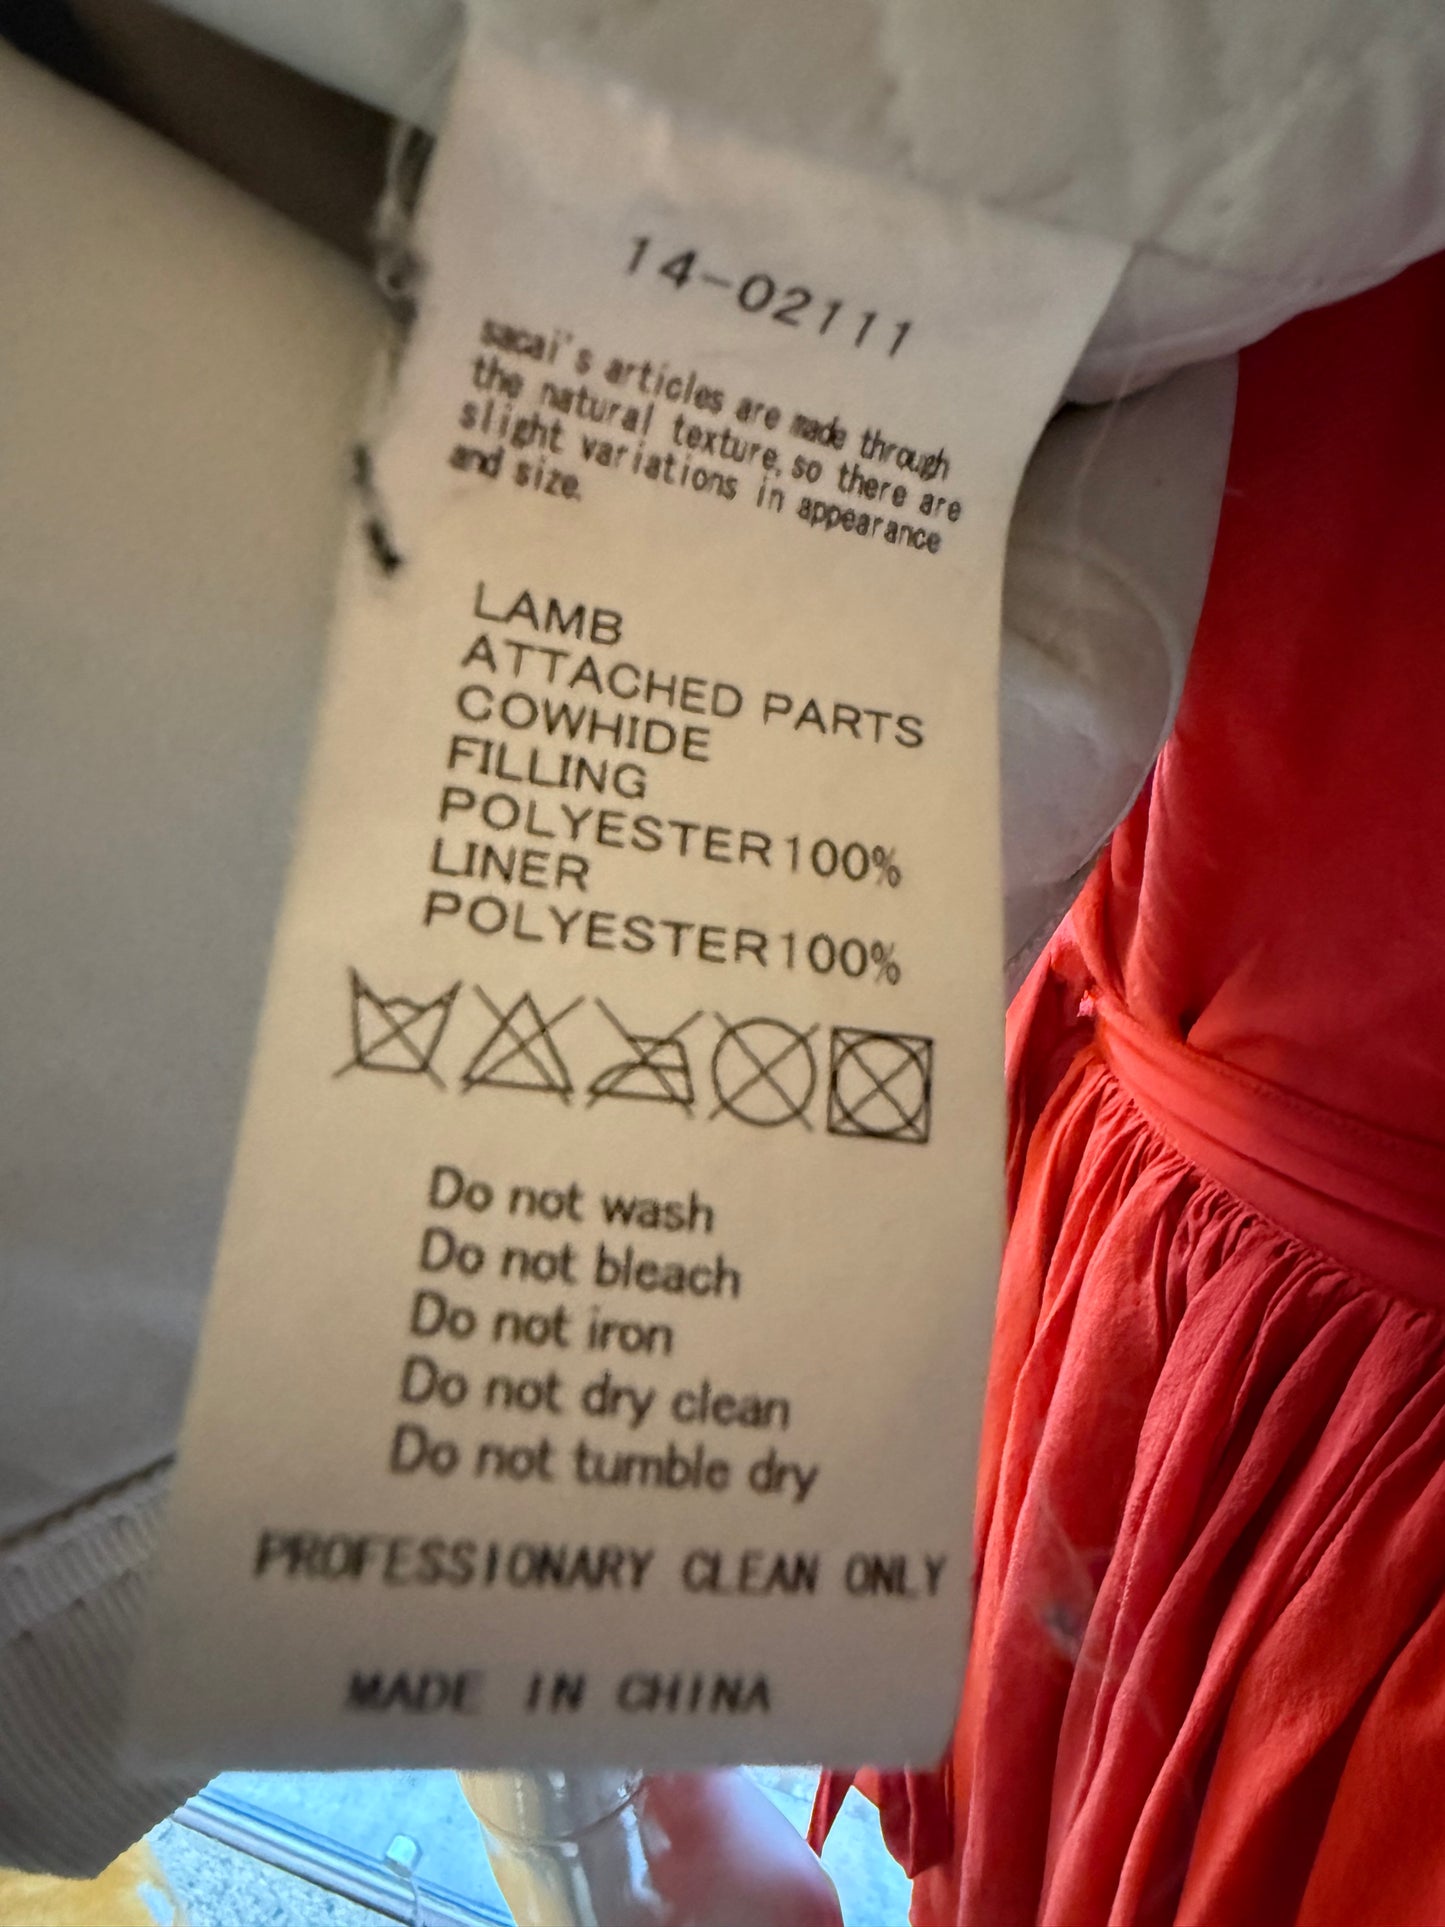 14-02111
sacai's articles are made through
the natural texture, so there are
slight variations in appearance
and size.
LAMB
ATTACHED PARTS
COWHIDE
FILLING
POLYESTER100%
LINER
POLYESTER100%
Do not wash
Do not bleach
Do not iron
Do not dry clean
Do not tumble dry
PROFESSIONARY CLEAN ONLY
MADE IN CHINA